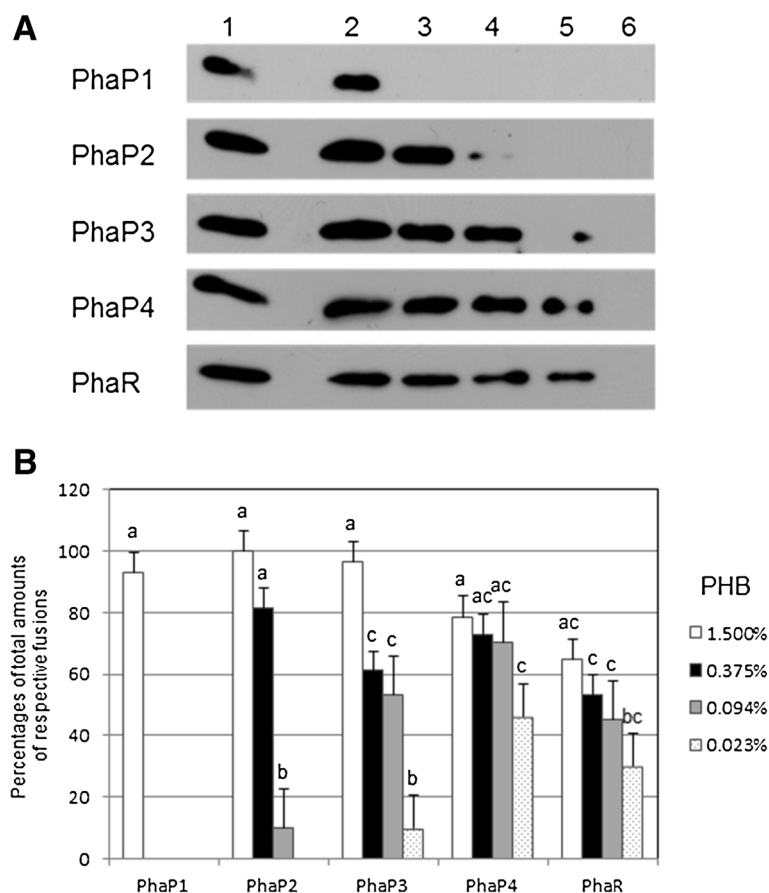 A
1 2 3 4 5 6
PhaP1
PhaP2
PhaP3
PhaP4
PhaR
B
Percentages of total amounts
of respective fusions
120
100
80
60
40
20
0
a
a
a
b
a
c
c
b
a
ac
ac
c
ac
c
c
bc
PhaP1 PhaP2 PhaP3 PhaP4 PhaR
PHB
1.500%
0.375%
0.094%
0.023%